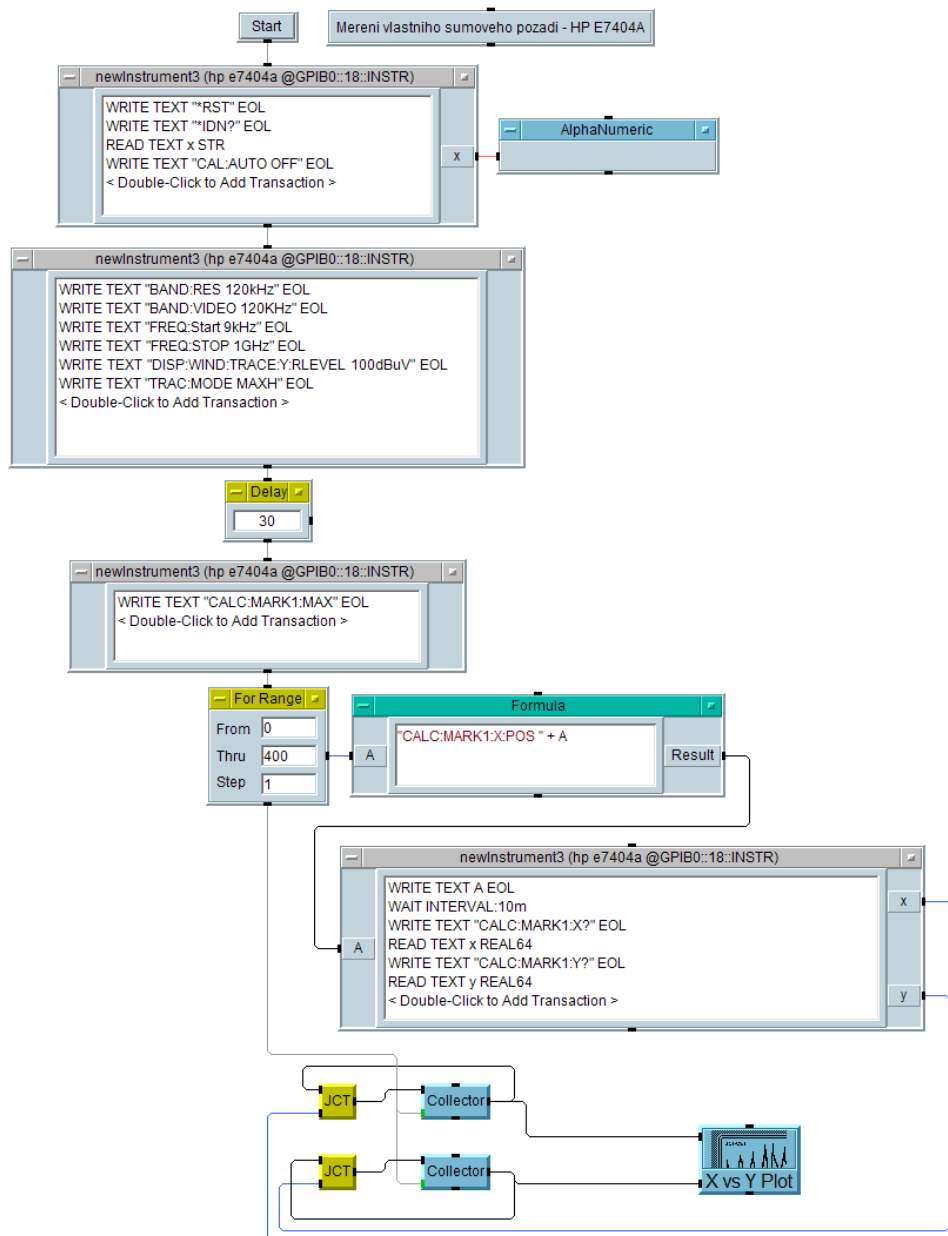 Start
Mereni vlastniho sumoveho pozadi - HP E7404A
newInstrument3 (hp e7404a @GPIB0::18::INSTR)
WRITE TEXT "*RST" EOL
WRITE TEXT "*IDN?" EOL
READ TEXT x STR
WRITE TEXT "CAL:AUTO OFF" EOL
< Double-Click to Add Transaction >
x
AlphaNumeric
newInstrument3 (hp e7404a @GPIB0::18::INSTR)
WRITE TEXT "BAND:RES 120kHz" EOL
WRITE TEXT "BAND:VIDEO 120KHz" EOL
WRITE TEXT "FREQ:Start 9kHz" EOL
WRITE TEXT "FREQ:STOP 1GHz" EOL
WRITE TEXT "DISP:WIND:TRACE:Y:RLEVEL 100dBuV" EOL
WRITE TEXT "TRAC:MODE MAXH" EOL
< Double-Click to Add Transaction >
Delay
30
newInstrument3 (hp e7404a @GPIB0::18::INSTR)
WRITE TEXT "CALC:MARK1:MAX" EOL
< Double-Click to Add Transaction >
For Range
From 0
Thru 400
Step 1
Formula
A
"CALC:MARK1:X:POS " + A
Result
newInstrument3 (hp e7404a @GPIB0::18::INSTR)
A
WRITE TEXT A EOL
WAIT INTERVAL:10m
WRITE TEXT "CALC:MARK1:X?" EOL
READ TEXT x REAL64
WRITE TEXT "CALC:MARK1:Y?" EOL
READ TEXT y REAL64
< Double-Click to Add Transaction >
x
y
JCT
Collector
JCT
Collector
X vs Y Plot